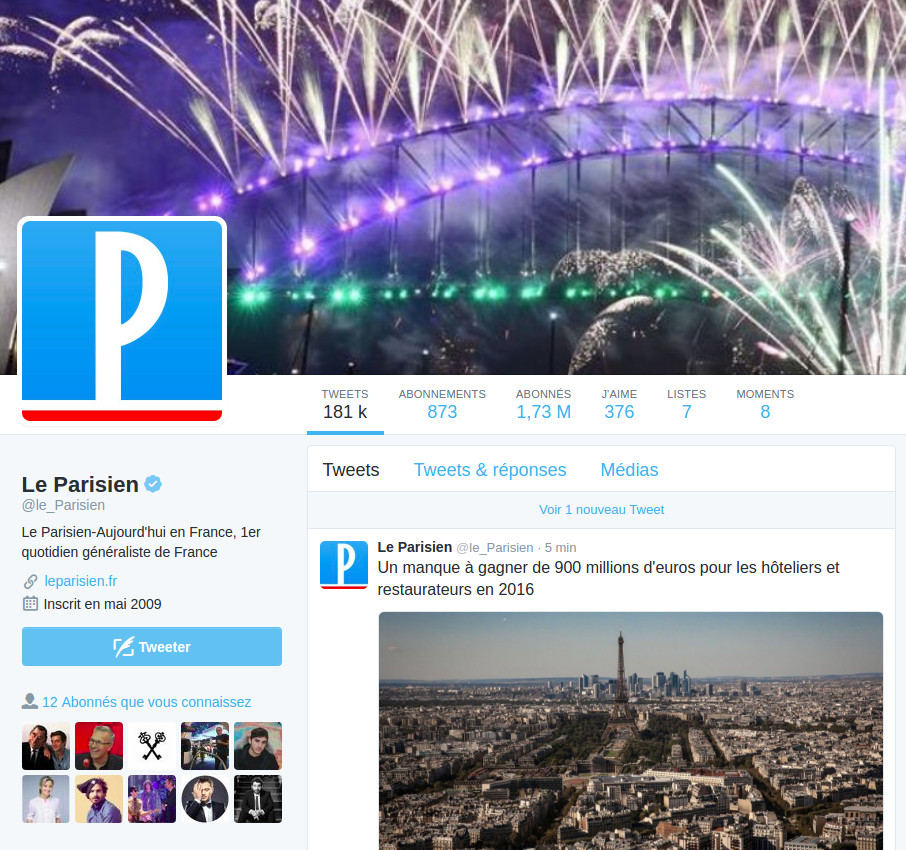 TWEETS ABONNEMENTS ABONNÉS J'AIME LISTES MOMENTS
181 k 873 1,73 M 376 7 8
Le Parisien
@le_Parisien
Le Parisien-Aujourd'hui en France, 1er
quotidien généraliste de France
leparisien.fr
Inscrit en mai 2009
Tweeter
12 Abonnés que vous connaissez
Tweets Tweets & réponses Médias
Voir 1 nouveau Tweet
Le Parisien @le_Parisien · 5 min
Un manque à gagner de 900 millions d'euros pour les hôteliers et
restaurateurs en 2016